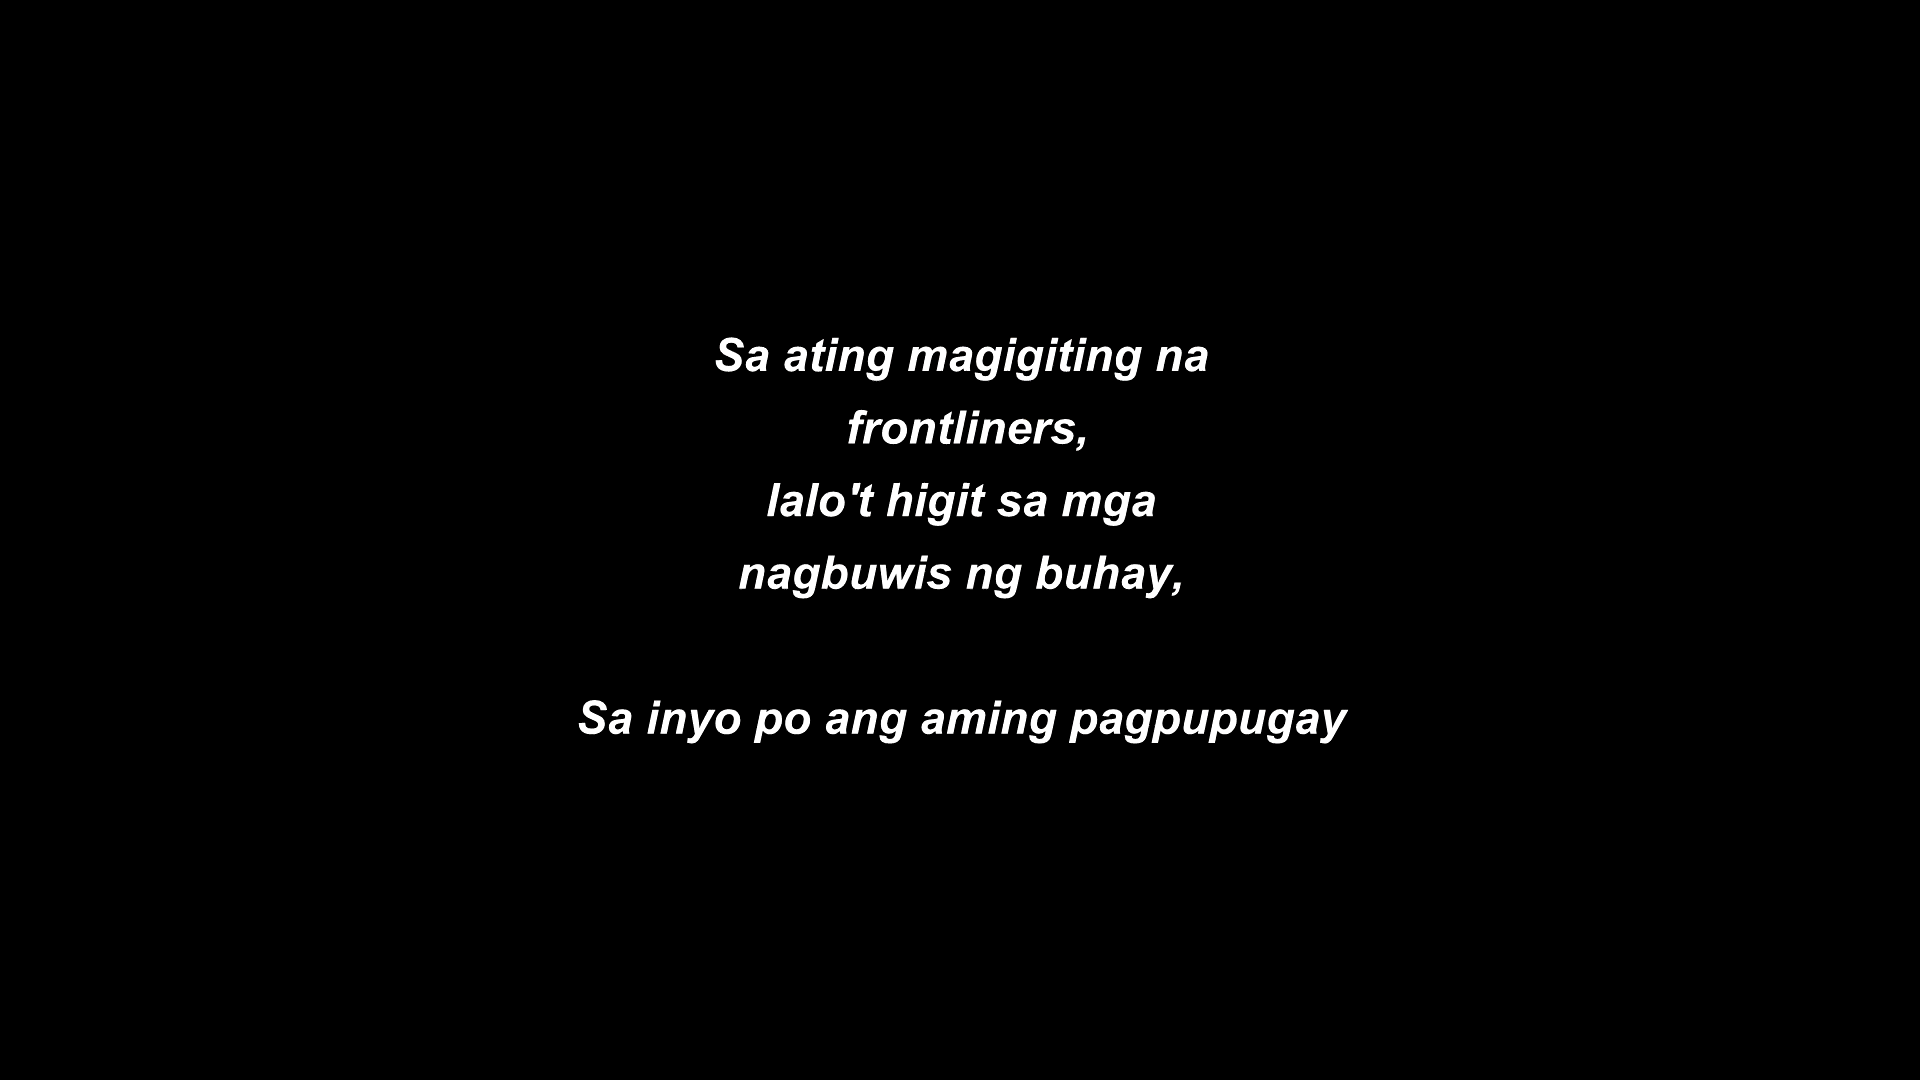 Sa ating magigiting na
frontliners,
lalo't higit sa mga
nagbuwis ng buhay,
Sa inyo po ang aming pagpupugay